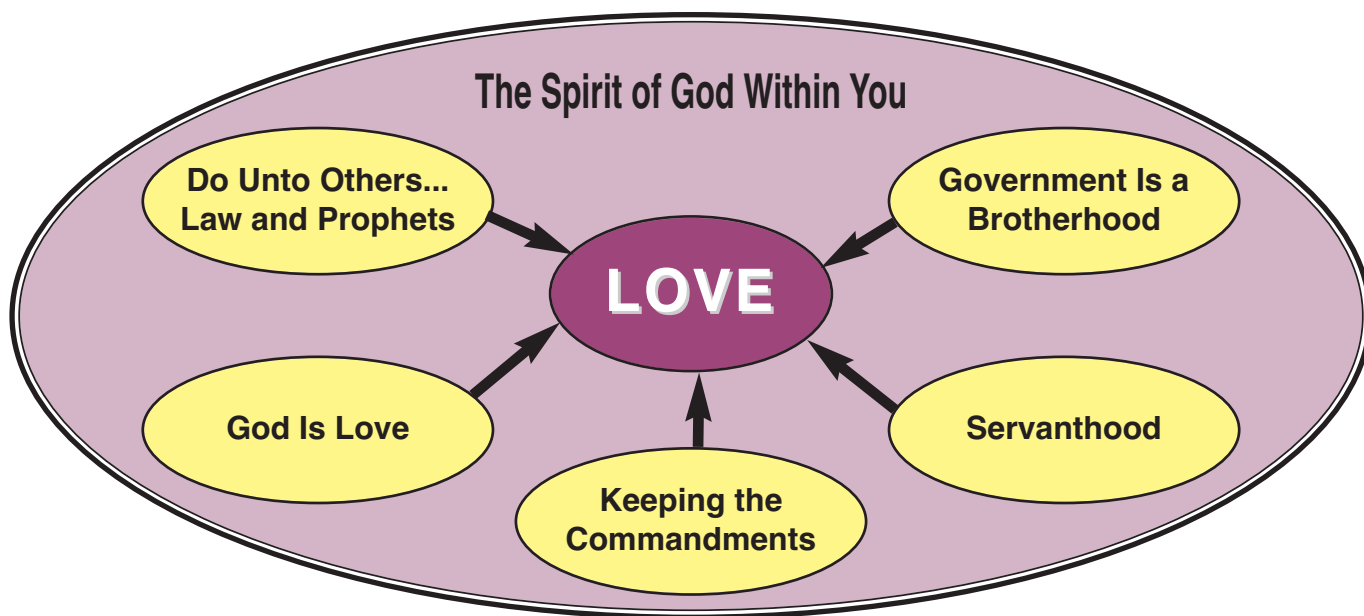 The Spirit of God Within You
Do Unto Others...
Law and Prophets
Government Is a
Brotherhood
LOVE
God Is Love
Servanthood
Keeping the
Commandments